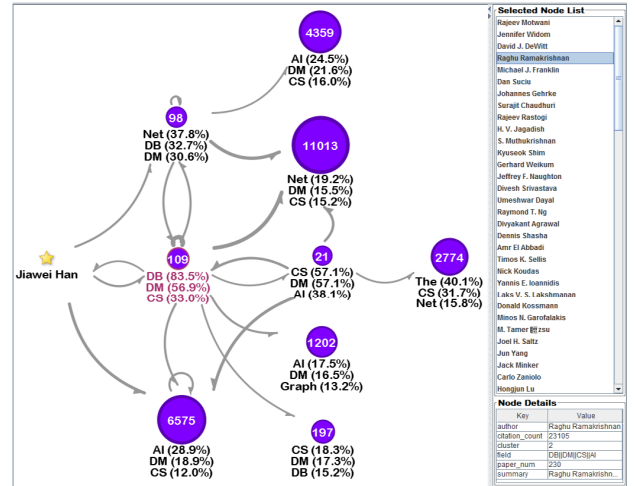 4359
AI (24.5%)
DM (21.6%)
CS (16.0%)
98
Net (37.8%)
DB (32.7%)
DM (30.6%)
11013
Net (19.2%)
DM (15.5%)
CS (15.2%)
Jiawei Han
109
DB (83.5%)
DM (56.9%)
CS (33.0%)
21
CS (57.1%)
DM (57.1%)
AI (38.1%)
2774
The (40.1%)
CS (31.7%)
Net (15.8%)
1202
AI (17.5%)
DM (16.5%)
Graph (13.2%)
6575
AI (28.9%)
DM (18.9%)
CS (12.0%)
197
CS (18.3%)
DM (17.3%)
DB (15.2%)
Selected Node List
Rajeev Motwani
Jennifer Widom
David J. DeWitt
Raghu Ramakrishnan
Michael J. Franklin
Dan Suciu
Johannes Gehrke
Surajit Chaudhuri
Rajeev Rastogi
H. V. Jagadish
S. Muthukrishnan
Kyuseok Shim
Gerhard Weikum
Jeffrey F. Naughton
Divesh Srivastava
Umeshwar Dayal
Raymond T. Ng
Divyakant Agrawal
Dennis Shasha
Amr El Abbadi
Timos K. Sellis
Nick Koudas
Yannis E. Ioannidis
Laks V. S. Lakshmanan
Donald Kossmann
Minos N. Garofalakis
M. Tamer zsu
Joel H. Saltz
Jun Yang
Jack Minker
Carlo Zaniolo
Hongjun Lu
Node Details
Key Value
author Raghu Ramakrishnan
citation_count 23105
cluster 2
field DB||DM||CS||AI
paper_num 230
summary Raghu Ramakrishn...